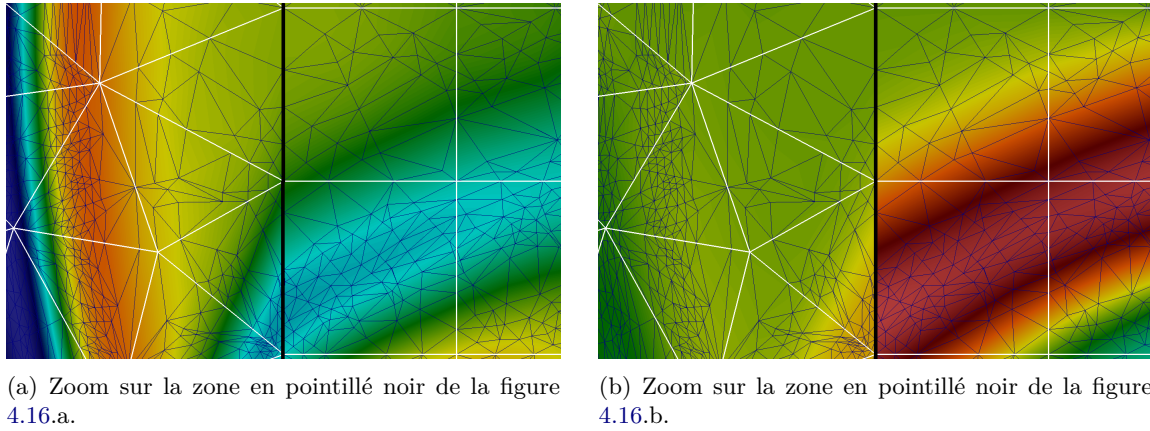 (a) Zoom sur la zone en pointillé noir de la figure
4.16.a.
(b) Zoom sur la zone en pointillé noir de la figure
4.16.b.